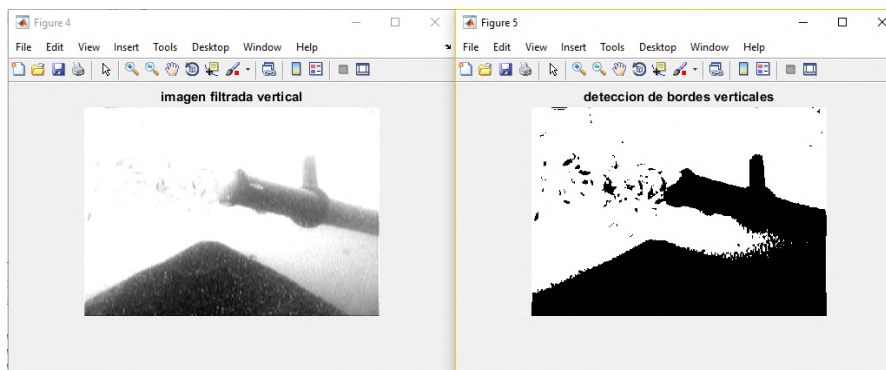 Figure 4
File Edit View Insert Tools Desktop Window Help
imagen filtrada vertical
Figure 5
File Edit View Insert Tools Desktop Window Help
deteccion de bordes verticales